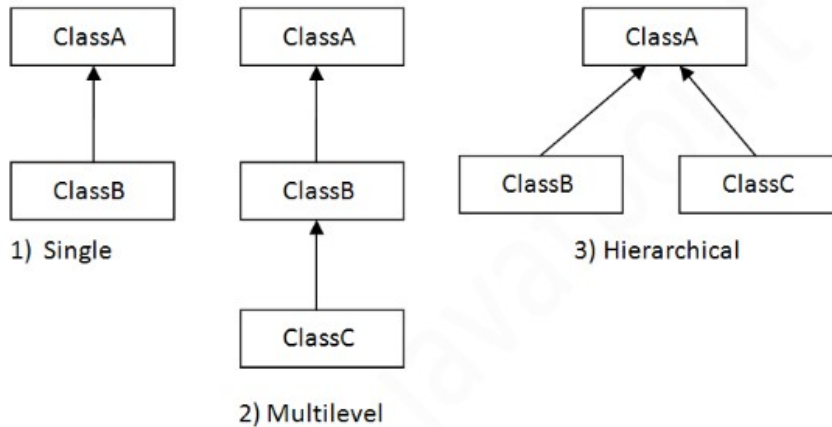 ClassA
ClassB
1) Single
ClassA
ClassB
ClassC
2) Multilevel
ClassA
ClassB
ClassC
3) Hierarchical